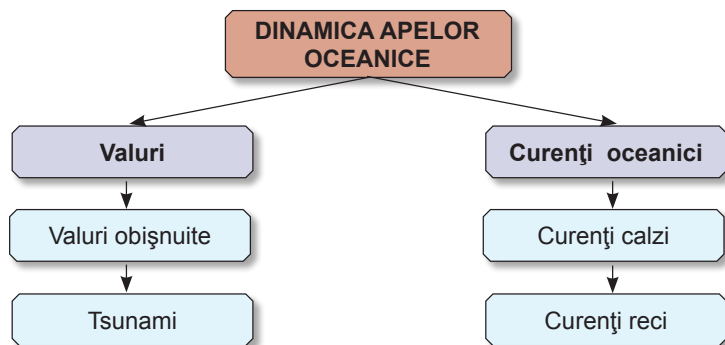 DINAMICA APELOR
OCEANICE
Valuri
Curenţi oceanici
Valuri obişnuite
Curenţi calzi
Tsunami
Curenţi reci